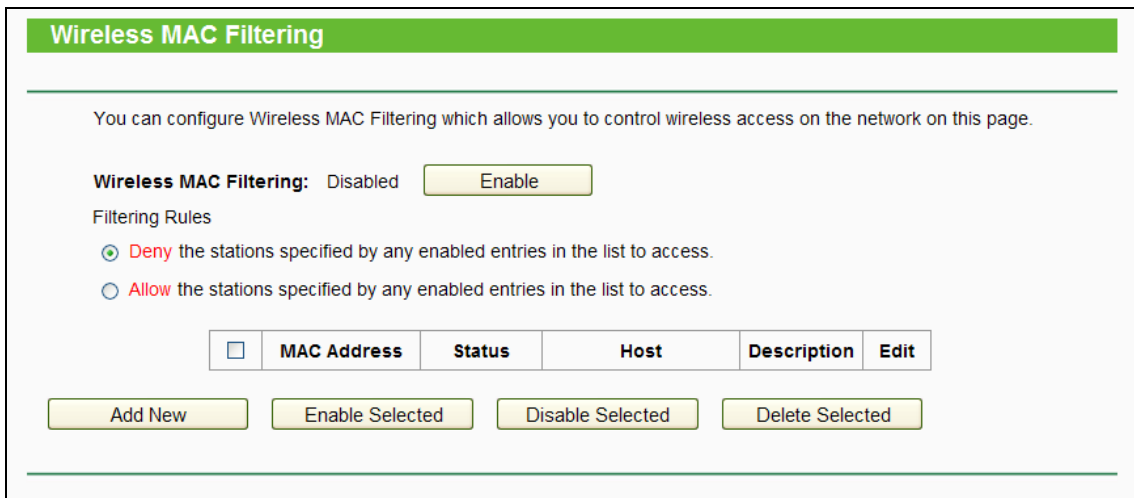 Wireless MAC Filtering
You can configure Wireless MAC Filtering which allows you to control wireless access on the network on this page.
Wireless MAC Filtering: Disabled Enable
Filtering Rules
Deny the stations specified by any enabled entries in the list to access.
Allow the stations specified by any enabled entries in the list to access.
MAC Address Status Host Description Edit
Add New Enable Selected Disable Selected Delete Selected